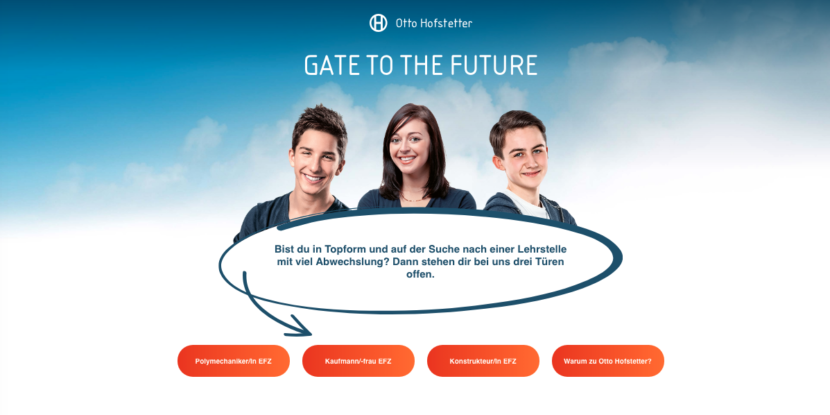 Otto Hofstetter
GATE TO THE FUTURE
Bist du in Topform und auf der Suche nach einer Lehrstelle
mit viel Abwechslung? Dann stehen dir bei uns drei Türen
offen.
Polymechaniker/in EFZ
Kaufmann/-frau EFZ
Konstrukteur/in EFZ
Warum zu Otto Hofstetter?